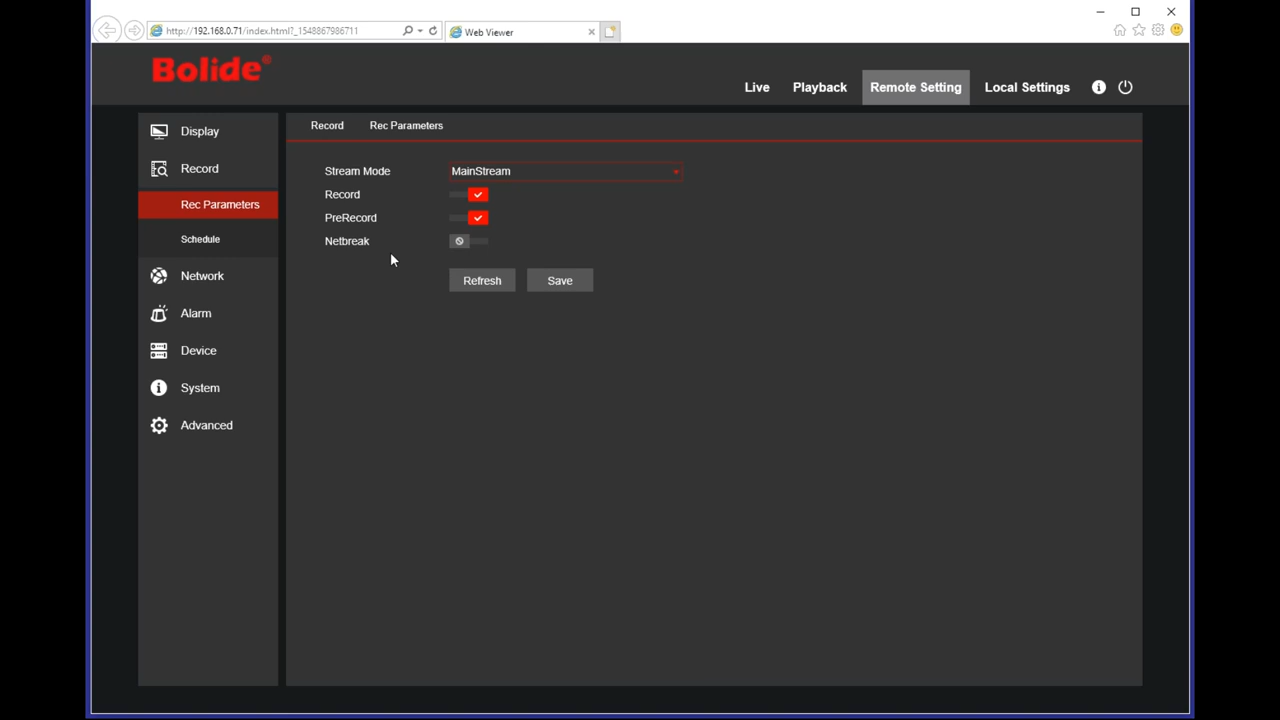 http://192.168.0.71/index.html?_1548867986711
Web Viewer
Bolide®
Live
Playback
Remote Setting
Local Settings
Display
Record
Rec Parameters
Schedule
Network
Alarm
Device
System
Advanced
Record
Rec Parameters
Stream Mode
MainStream
Record
PreRecord
Netbreak
Refresh
Save